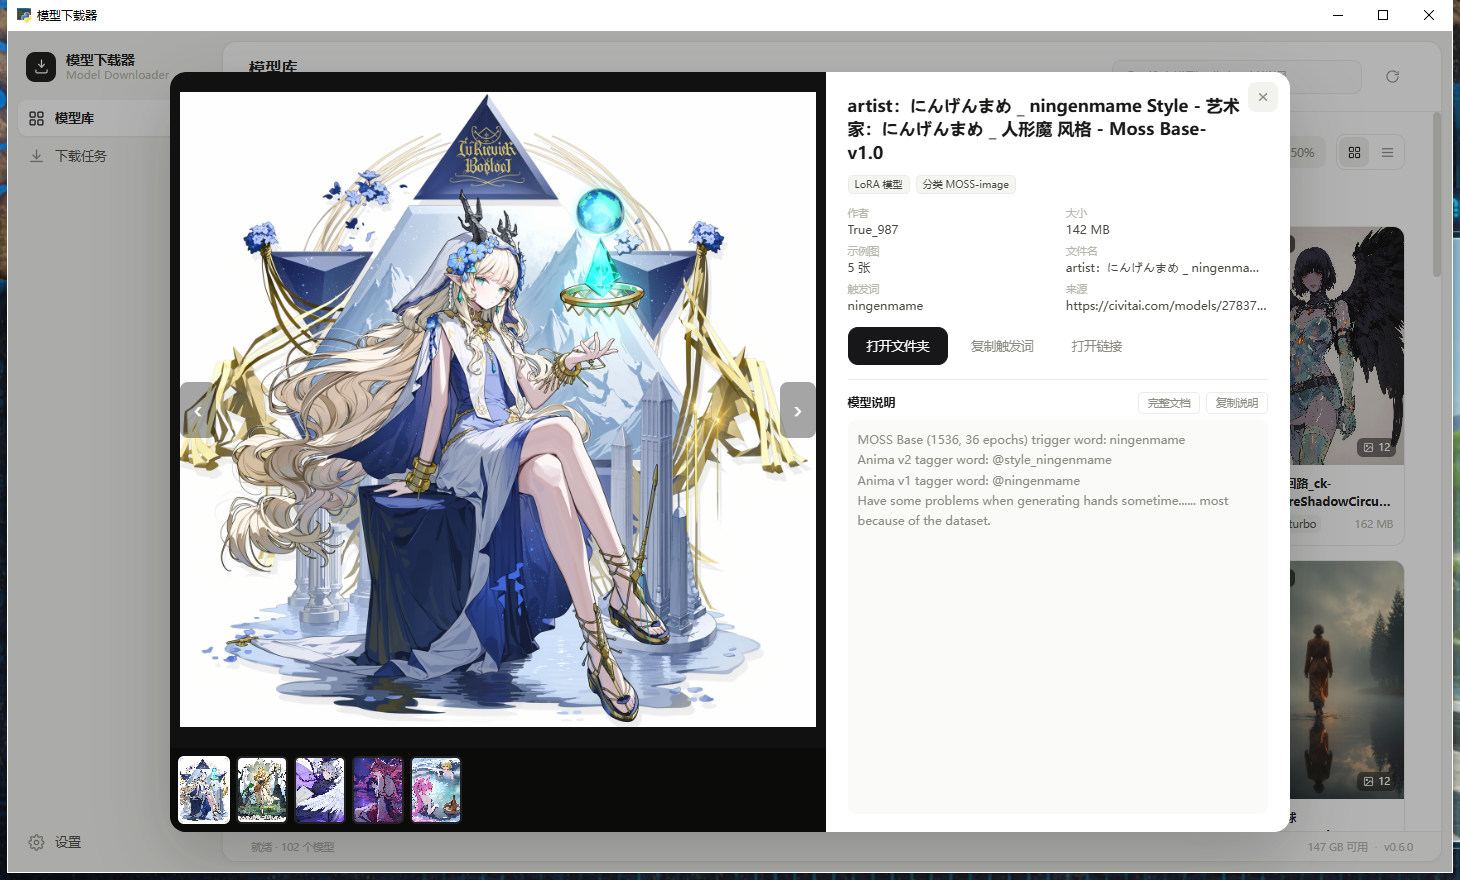 模型下载器
模型下载器
Model Downloader
模型库
下载任务
设置
模型库
50%
artist：にんげんまめ _ ningenmame Style - 艺术
家：にんげんまめ _ 人形魔 风格 - Moss Base-
v1.0
LoRA 模型
分类 MOSS-image
作者
True_987
大小
142 MB
示例图
5 张
文件名
artist：にんげんまめ _ ningenma...
触发词
ningenmame
来源
https://civitai.com/models/27837...
打开文件夹
复制触发词
打开链接
模型说明
完整文档
复制说明
MOSS Base (1536, 36 epochs) trigger word: ningenmame
Anima v2 tagger word: @style_ningenmame
Anima v1 tagger word: @ningenmame
Have some problems when generating hands sometime...... most
because of the dataset.
12
回路_ck-
reShadowCircu...
turbo
162 MB
12
球
就绪 · 102 个模型
147 GB 可用 · v0.6.0